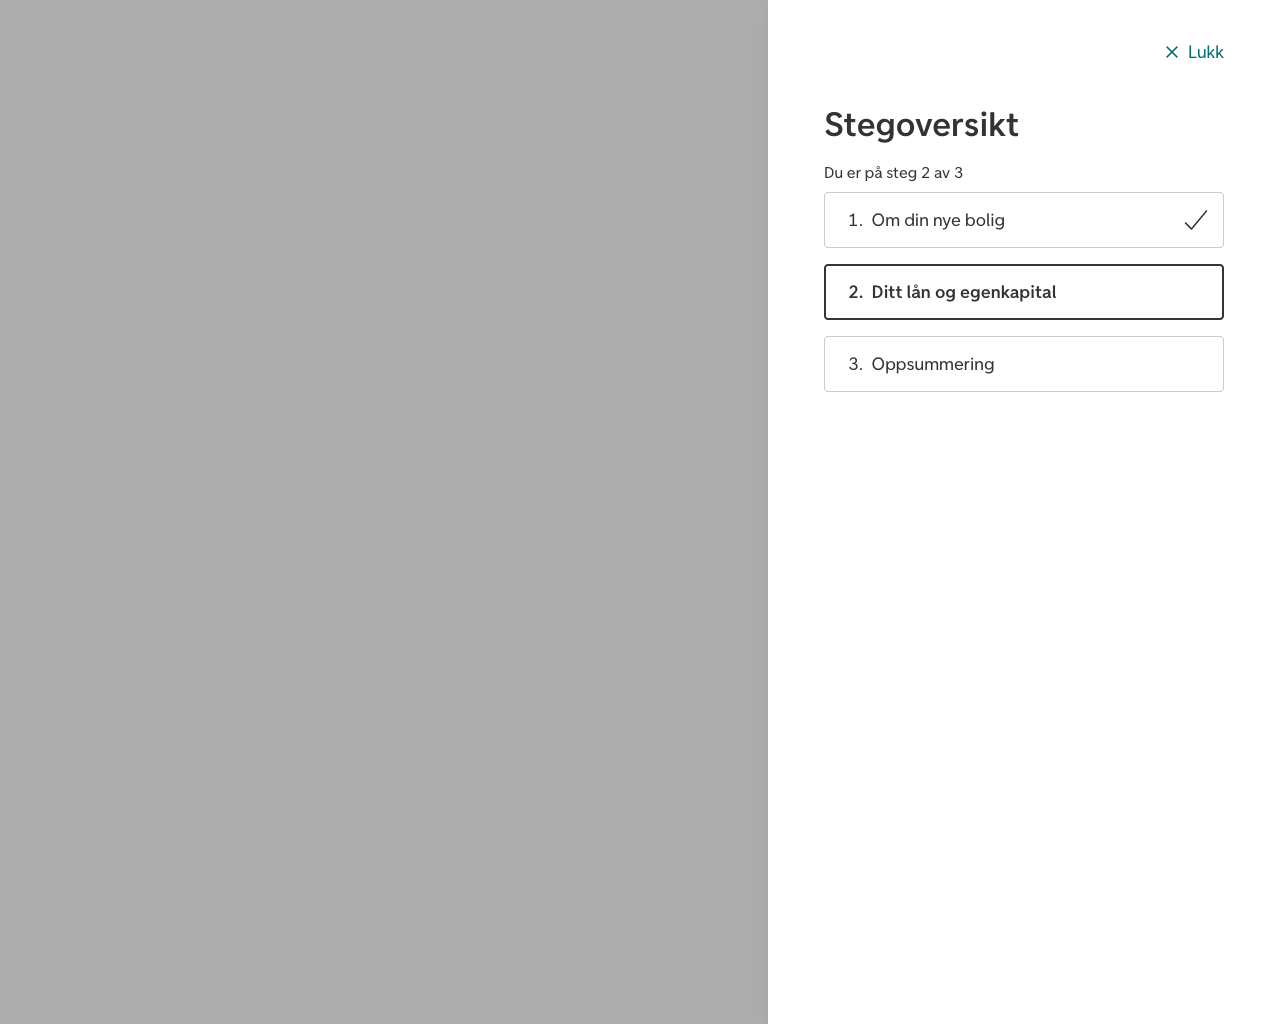 Lukk
Stegoversikt
Du er på steg 2 av 3
1. Om din nye bolig
2. Ditt lån og egenkapital
3. Oppsummering